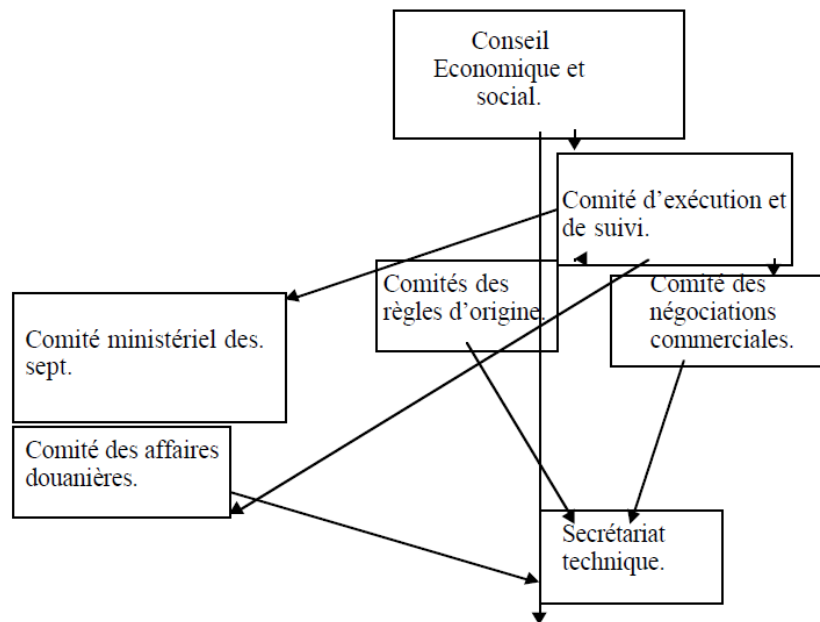 Conseil
Economique et
social.
Comité d’exécution et
de suivi.
Comités des
règles d’origine.
Comité des
négociations
commerciales.
Comité ministériel des.
sept.
Comité des affaires
douanières.
Secrétariat
technique.